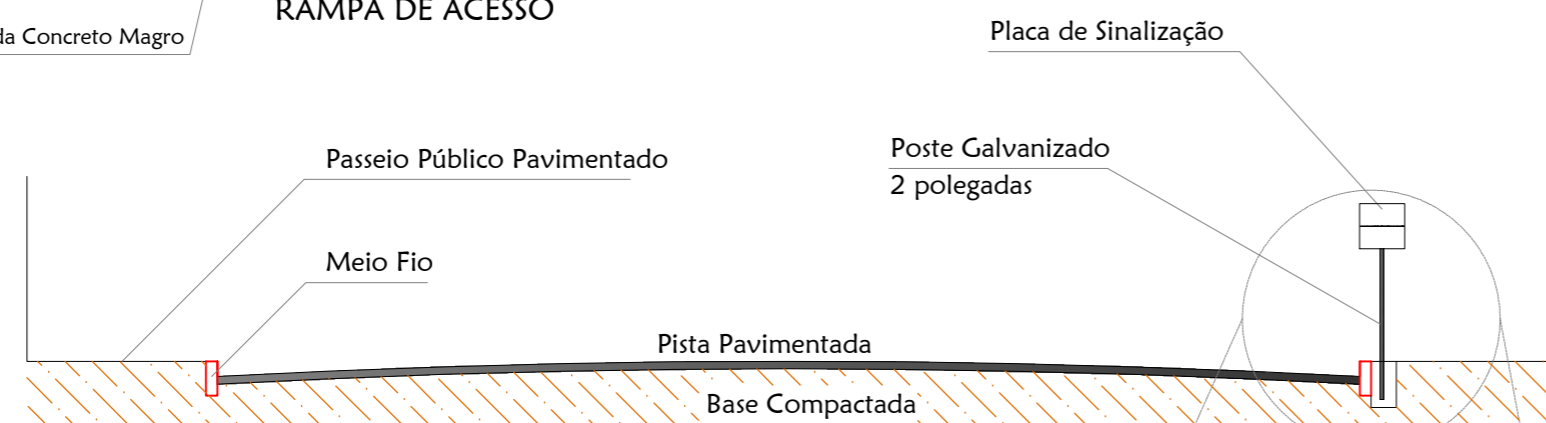 RAMPA DE ACESSO
da Concreto Magro
Placa de Sinalização
Passeio Público Pavimentado
Poste Galvanizado
2 polegadas
Meio Fio
Pista Pavimentada
Base Compactada